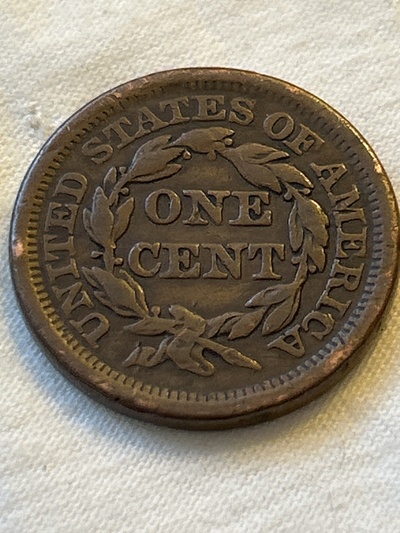 UNITED STATES OF AMERICA
ONE
CENT